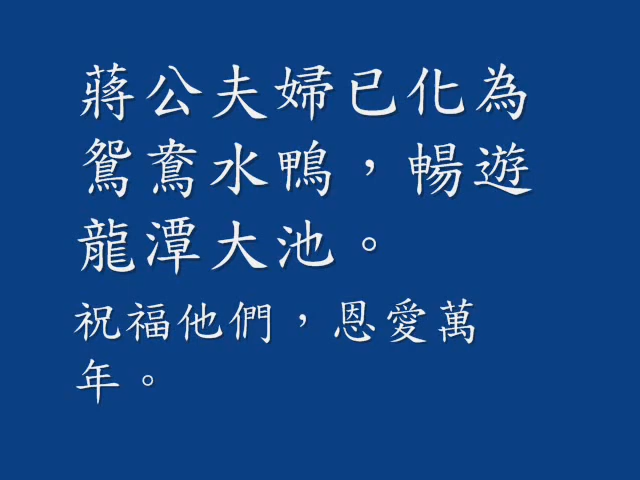 蔣公夫婦已化為
鴛鴦水鴨，暢遊
龍潭大池。
祝福他們，恩愛萬
年。